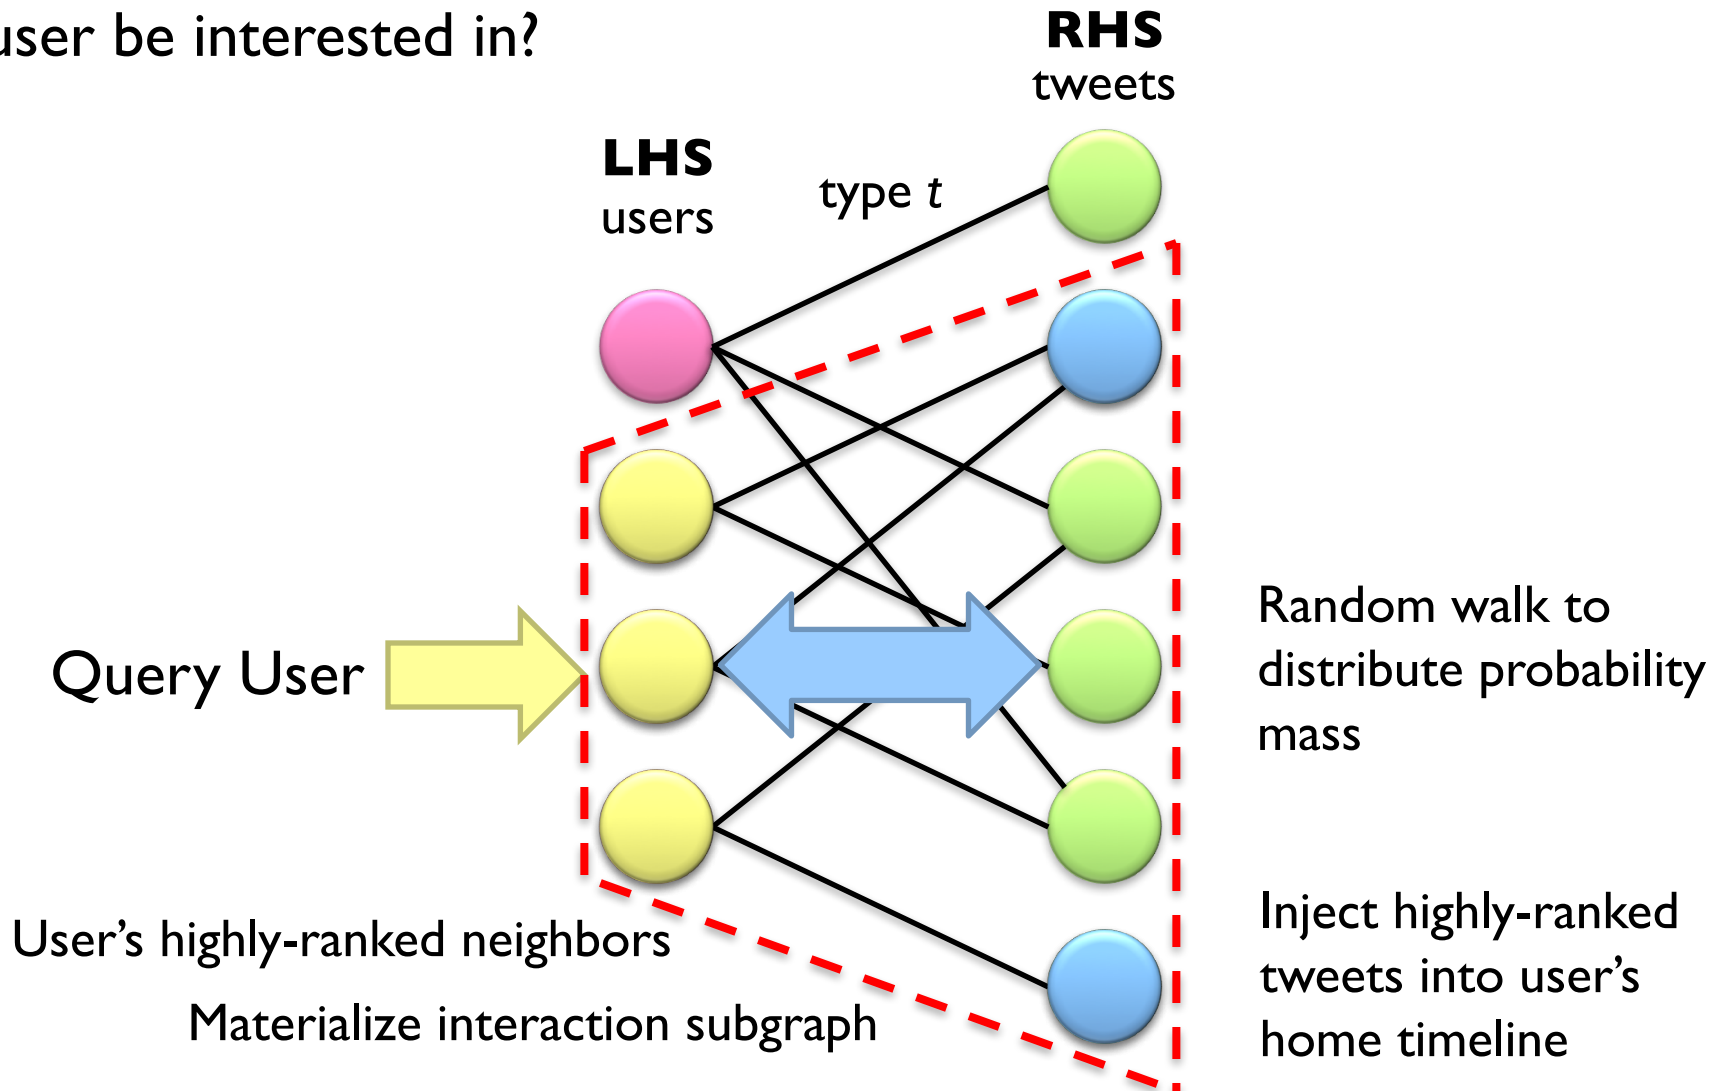 user be interested in?
RHS
tweets
LHS
users
type t
Query User
Random walk to
distribute probability
mass
User's highly-ranked neighbors
Materialize interaction subgraph
Inject highly-ranked
tweets into user's
home timeline